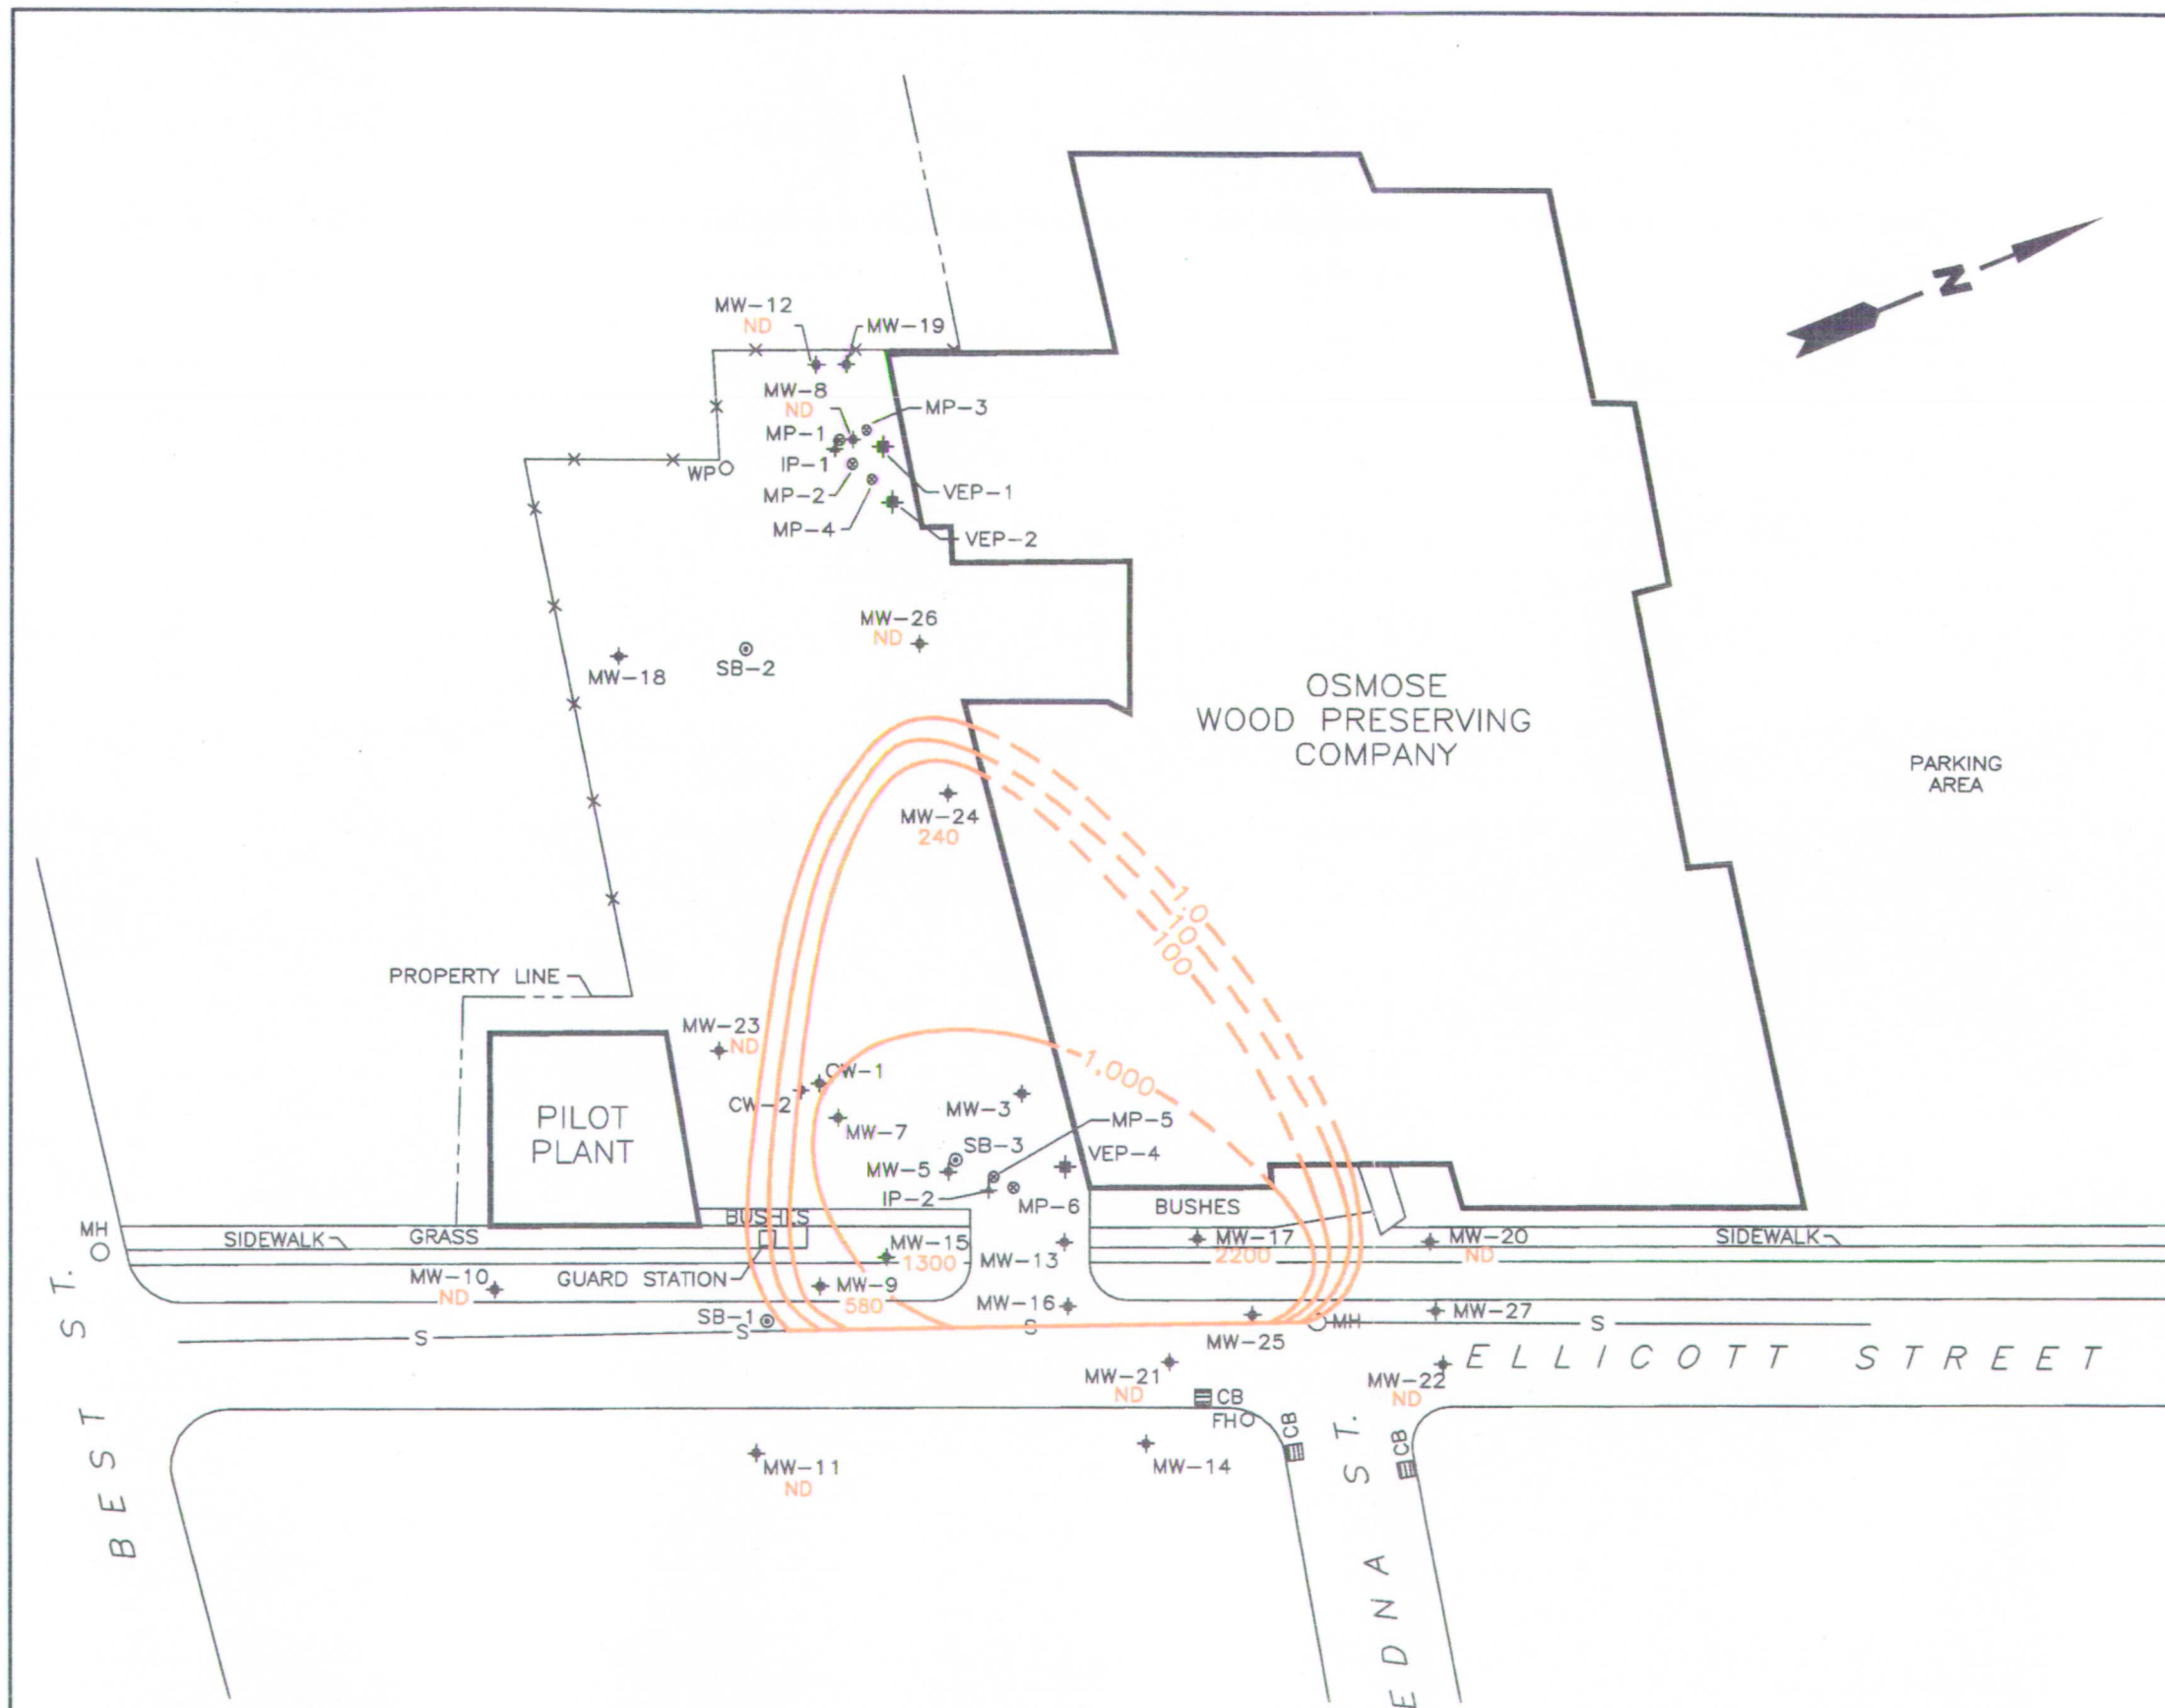 N
MW-12
ND
MW-19
MW-8
ND
MP-3
MP-1
IP-1
MP-2
VEP-1
MP-4
VEP-2
WP
MW-26
ND
MW-18
SB-2
OSMOSE
WOOD PRESERVING
COMPANY
PARKING
AREA
MW-24
240
1.0
10
100
PROPERTY LINE
MW-23
ND
CW-1
1,000
CW-2
MW-3
MP-5
PILOT
PLANT
MW-7
SB-3
VEP-4
MW-5
IP-2
MP-6
BUSHES
BUSHES
MH
SIDEWALK
GRASS
MW-15
1300
MW-13
MW-17
2200
MW-20
ND
SIDEWALK
MW-10
ND
GUARD STATION
MW-9
580
MW-16
MW-27
SB-1
S
S
S
MH
S
MW-25
ELLICOTT STREET
MW-21
ND
MW-22
ND
CB
FH
CB
CB
MW-11
ND
MW-14
BEST ST.
EDNA ST.